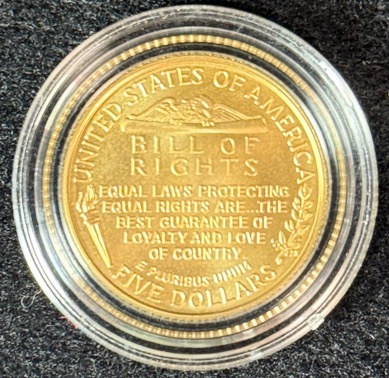 UNITED STATES OF AMERICA
BILL OF
RIGHTS
EQUAL LAWS PROTECTING
EQUAL RIGHTS ARE...THE
BEST GUARANTEE OF
LOYALTY AND LOVE
OF COUNTRY.
E PLURIBUS UNUM
FIVE DOLLARS